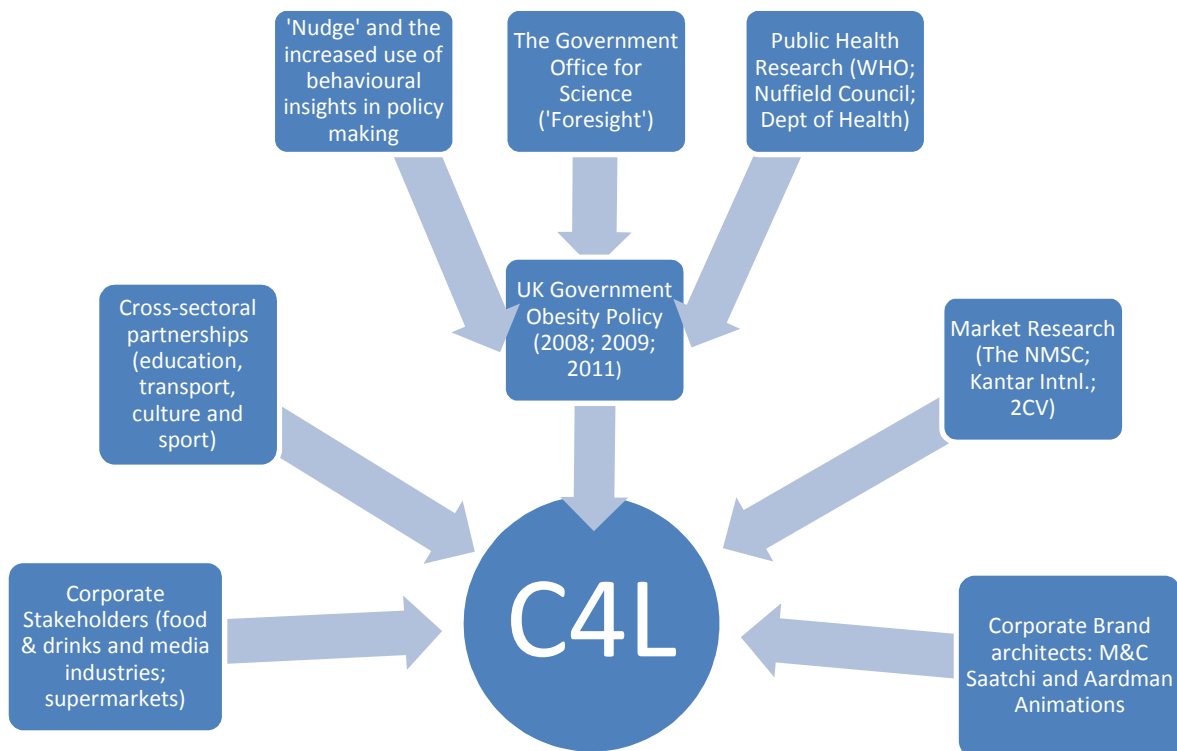 'Nudge' and the
increased use of
behavioural
insights in policy
making
The Government
Office for
Science
('Foresight')
Public Health
Research (WHO;
Nuffield Council;
Dept of Health)
UK Government
Obesity Policy
(2008; 2009;
2011)
Cross-sectoral
partnerships
(education,
transport,
culture and
sport)
Market Research
(The NMSC;
Kantar Intnl.;
2CV)
Corporate
Stakeholders (food
& drinks and media
industries;
supermarkets)
C4L
Corporate Brand
architects: M&C
Saatchi and Aardman
Animations